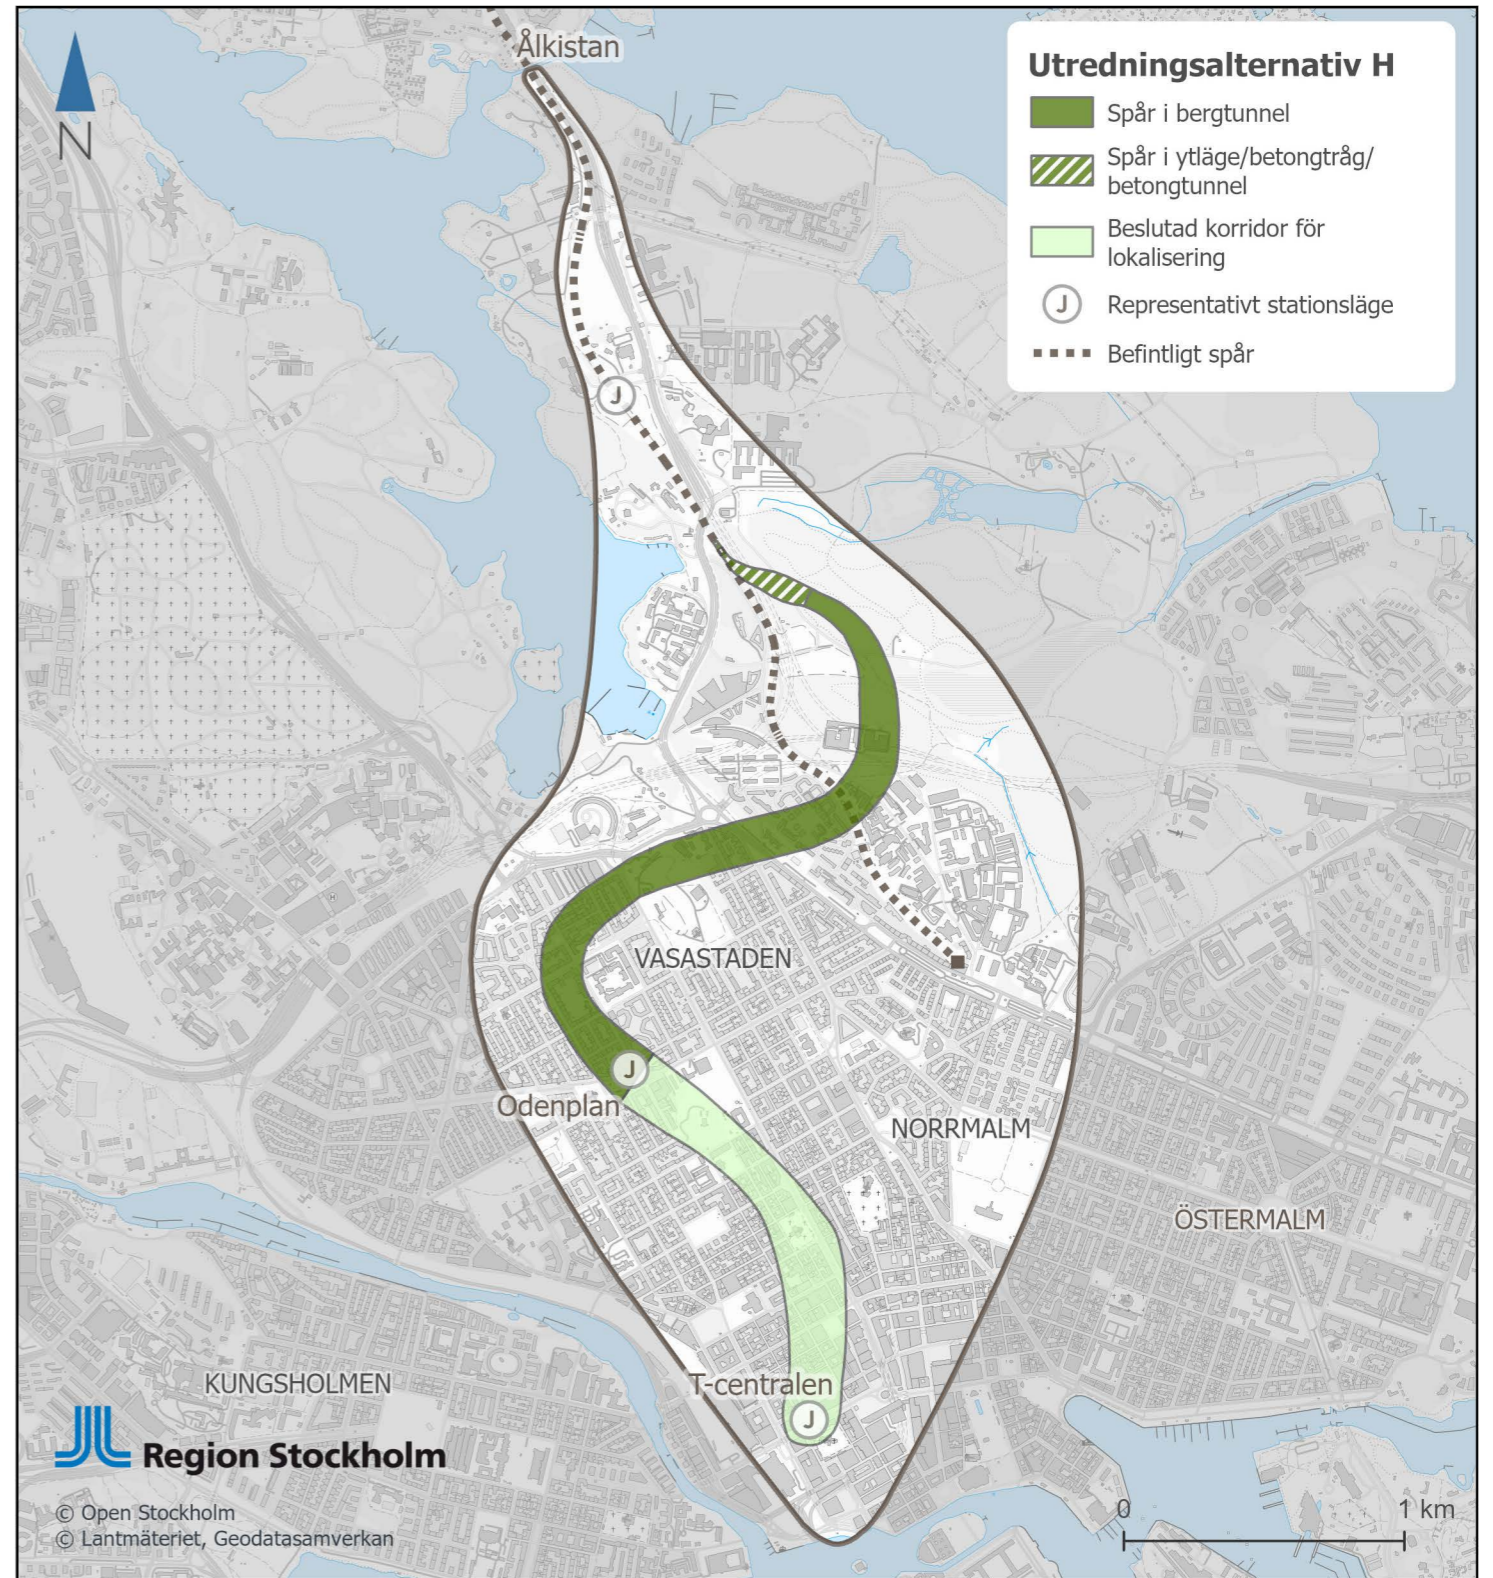 Ålkistan
N
Utredningsalternativ H
Spår i bergtunnel
Spår i ytläge/betongtråg/
betongtunnel
Beslutad korridor för
lokalisering
J Representativt stationsläge
Befintligt spår
J
VASASTADEN
J
Odenplan
NORRMALM
ÖSTERMALM
KUNGSHOLMEN
T-centralen
J
Region Stockholm
© Open Stockholm
© Lantmäteriet, Geodatasamverkan
0 1 km